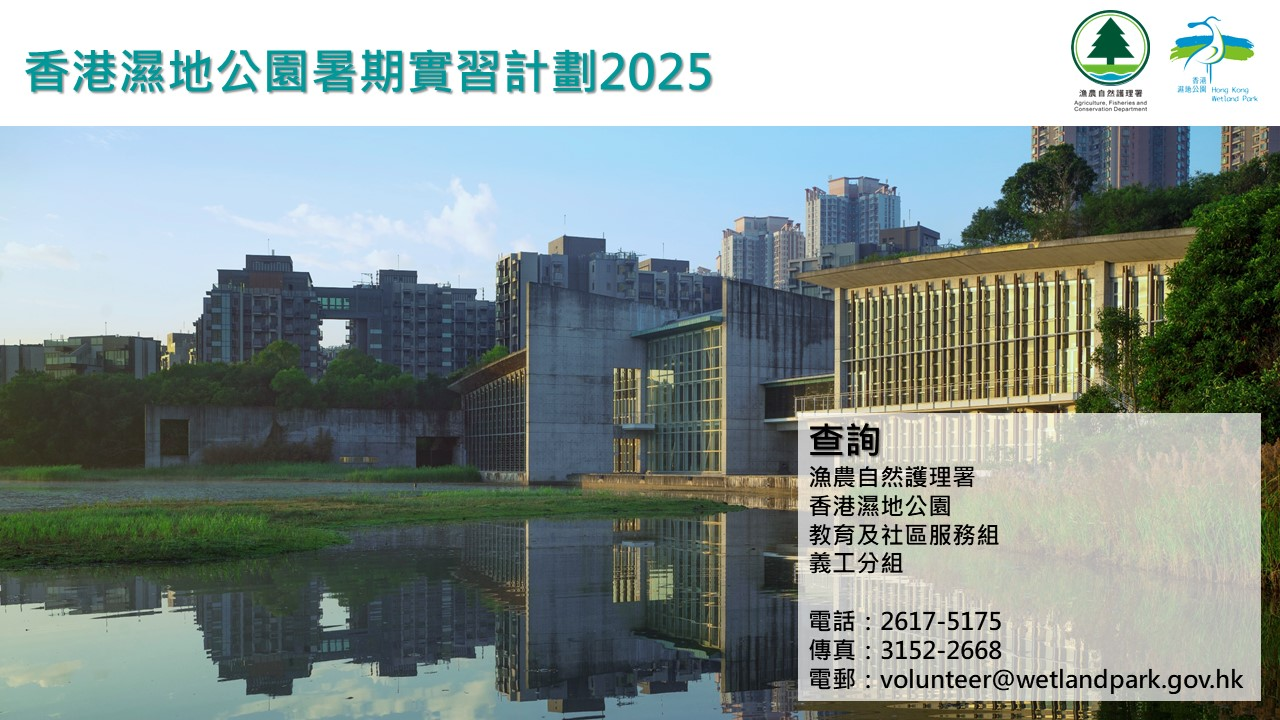 香港濕地公園暑期實習計劃2025
漁農自然護理署
Agriculture, Fisheries and
Conservation Department
香港
濕地公園 Hong Kong
Wetland Park
查詢
漁農自然護理署
香港濕地公園
教育及社區服務組
義工分組
電話：2617-5175
傳真：3152-2668
電郵：volunteer@wetlandpark.gov.hk